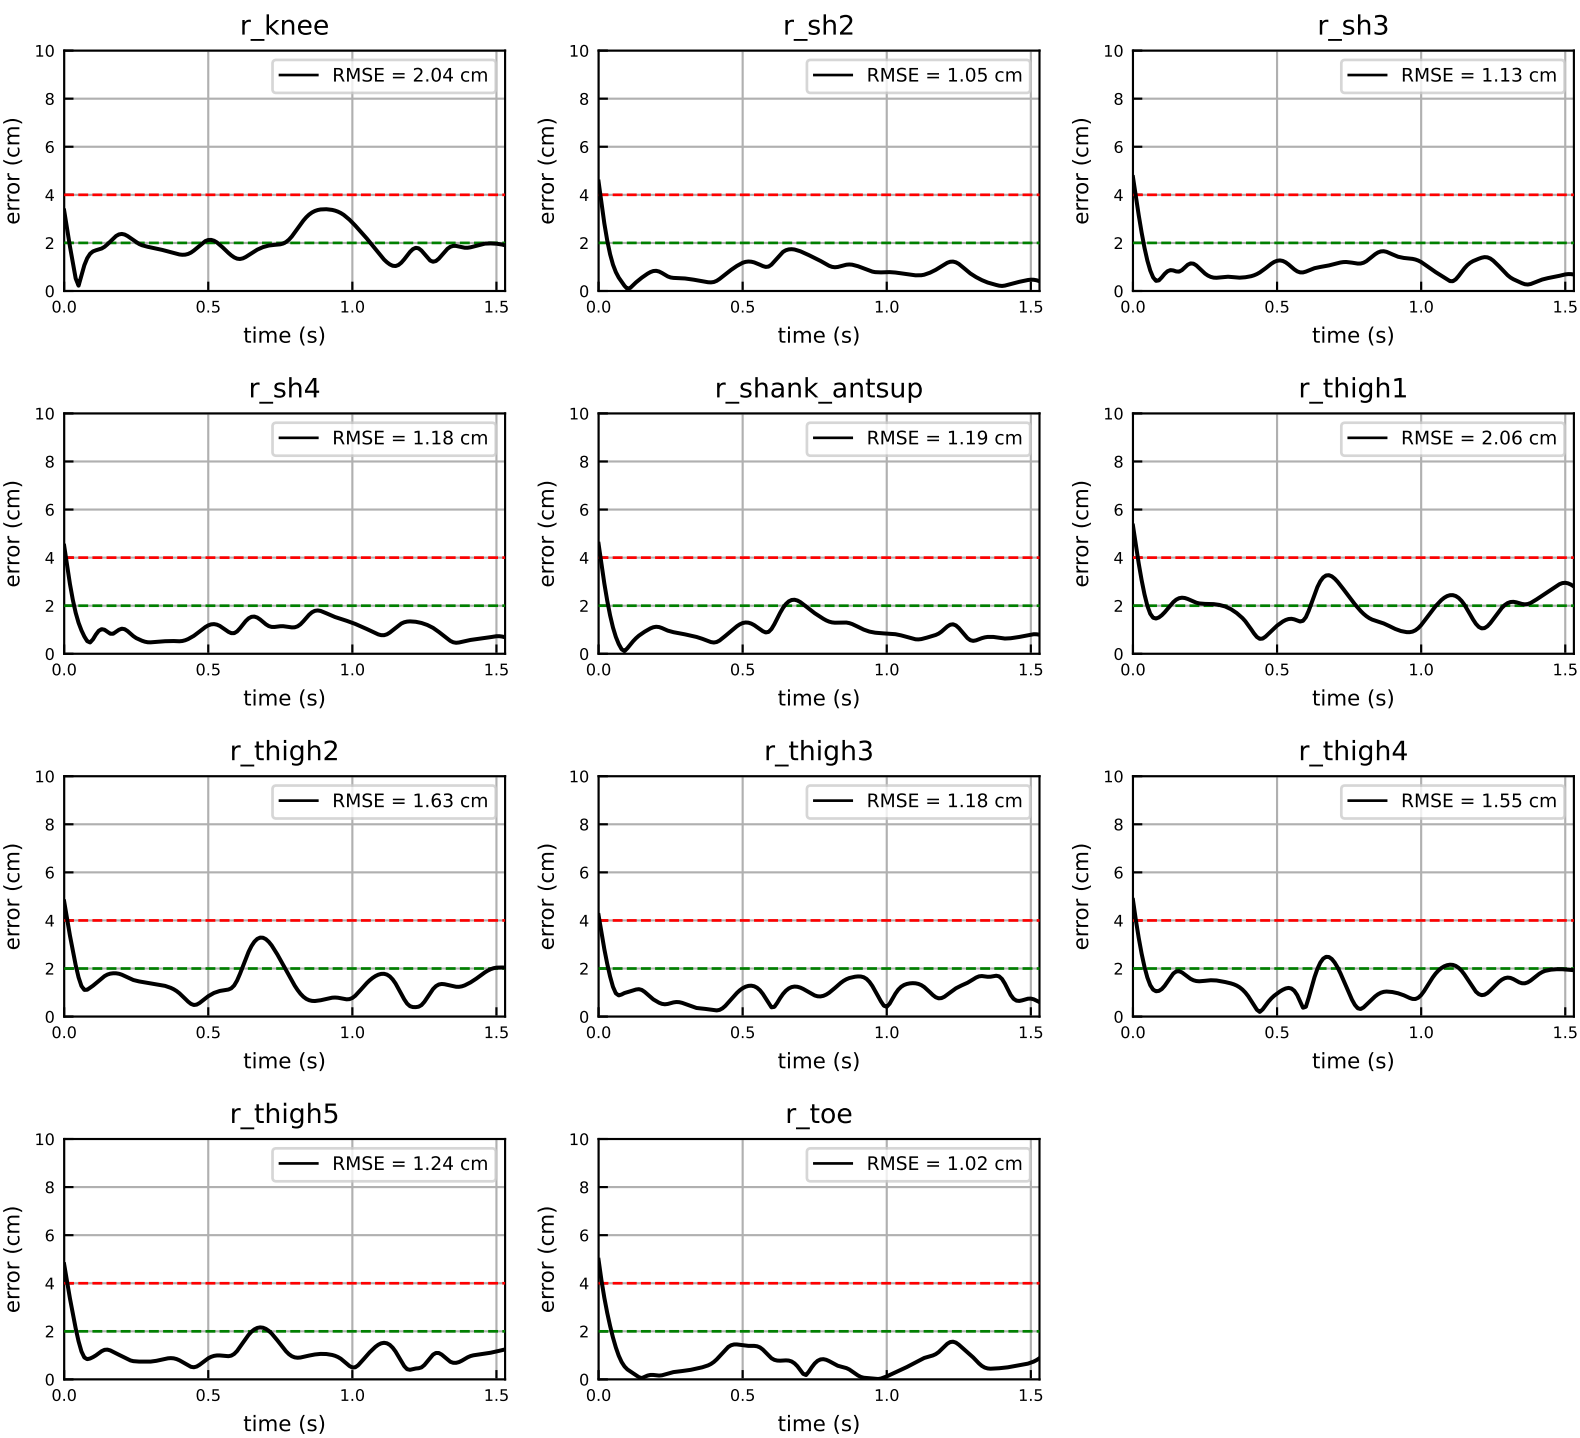 r_knee
r_sh2
r_sh3
10
8
6
4
2
0
error (cm)
RMSE = 2.04 cm
0.0 0.5 1.0 1.5
time (s)
10
8
6
4
2
0
error (cm)
RMSE = 1.05 cm
0.0 0.5 1.0 1.5
time (s)
10
8
6
4
2
0
error (cm)
RMSE = 1.13 cm
0.0 0.5 1.0 1.5
time (s)
r_sh4
r_shank_antsup
r_thigh1
10
8
6
4
2
0
error (cm)
RMSE = 1.18 cm
0.0 0.5 1.0 1.5
time (s)
10
8
6
4
2
0
error (cm)
RMSE = 1.19 cm
0.0 0.5 1.0 1.5
time (s)
10
8
6
4
2
0
error (cm)
RMSE = 2.06 cm
0.0 0.5 1.0 1.5
time (s)
r_thigh2
r_thigh3
r_thigh4
10
8
6
4
2
0
error (cm)
RMSE = 1.63 cm
0.0 0.5 1.0 1.5
time (s)
10
8
6
4
2
0
error (cm)
RMSE = 1.18 cm
0.0 0.5 1.0 1.5
time (s)
10
8
6
4
2
0
error (cm)
RMSE = 1.55 cm
0.0 0.5 1.0 1.5
time (s)
r_thigh5
r_toe
10
8
6
4
2
0
error (cm)
RMSE = 1.24 cm
0.0 0.5 1.0 1.5
time (s)
10
8
6
4
2
0
error (cm)
RMSE = 1.02 cm
0.0 0.5 1.0 1.5
time (s)